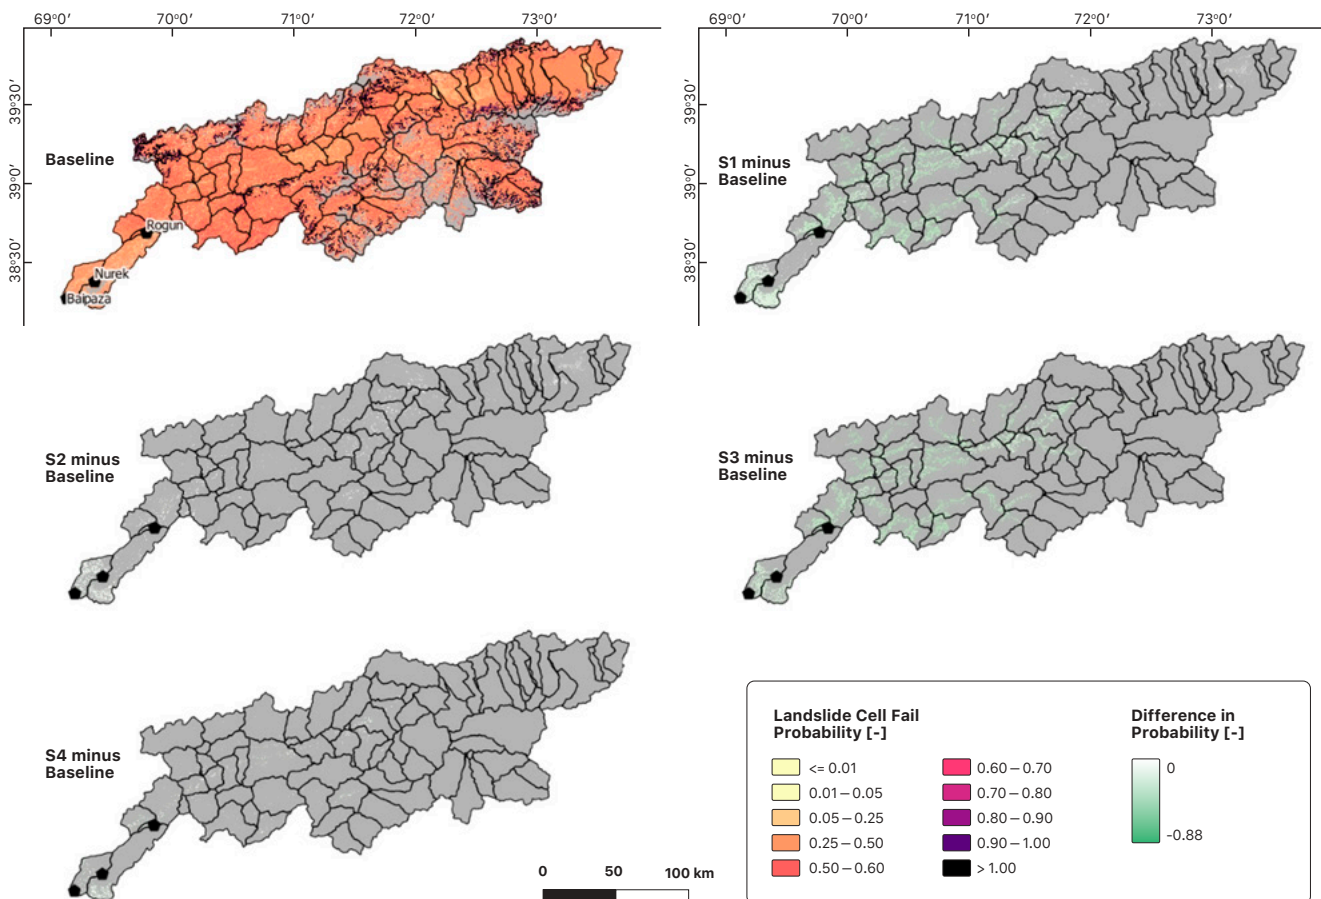 69°0′ 70°0′ 71°0′ 72°0′ 73°0′
69°0′ 70°0′ 71°0′ 72°0′ 73°0′
39°30′
39°0′
38°30′
39°30′
39°0′
38°30′
Baseline
Rogun
Nurek
Baipaza
S1 minus
Baseline
S2 minus
Baseline
S3 minus
Baseline
S4 minus
Baseline
0 50 100 km
Landslide Cell Fail
Probability [-]
<= 0.01
0.01 – 0.05
0.05 – 0.25
0.25 – 0.50
0.50 – 0.60
0.60 – 0.70
0.70 – 0.80
0.80 – 0.90
0.90 – 1.00
> 1.00
Difference in
Probability [-]
0
-0.88